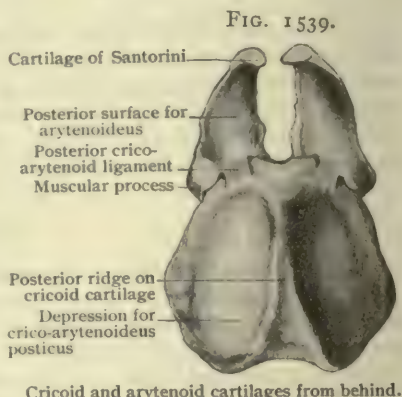 FIG. 1539.
Cartilage of Santorini
Posterior surface for
arytenoideus
Posterior crico-
arytenoid ligament
Muscular process
Posterior ridge on
cricoid cartilage
Depression for
crico-arytenoideus
posticus
Cricoid and arytenoid cartilages from behind.